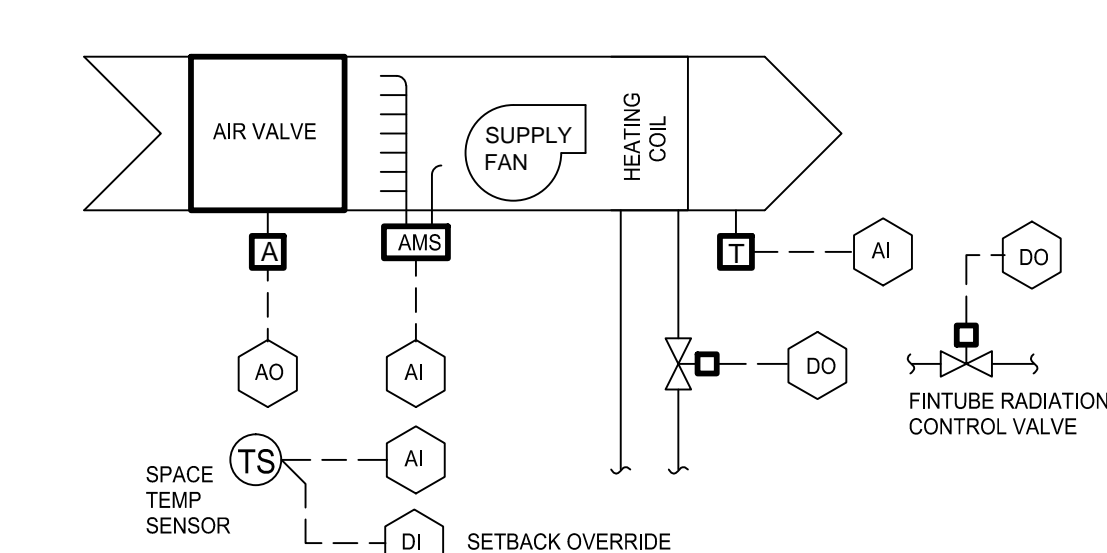 AIR VALVE
SUPPLY
FAN
HEATING
COIL
A
AMS
T
AI
DO
AO
AI
DO
FINTUBE RADIATION
CONTROL VALVE
TS
AI
SPACE
TEMP
SENSOR
DI
SETBACK OVERRIDE